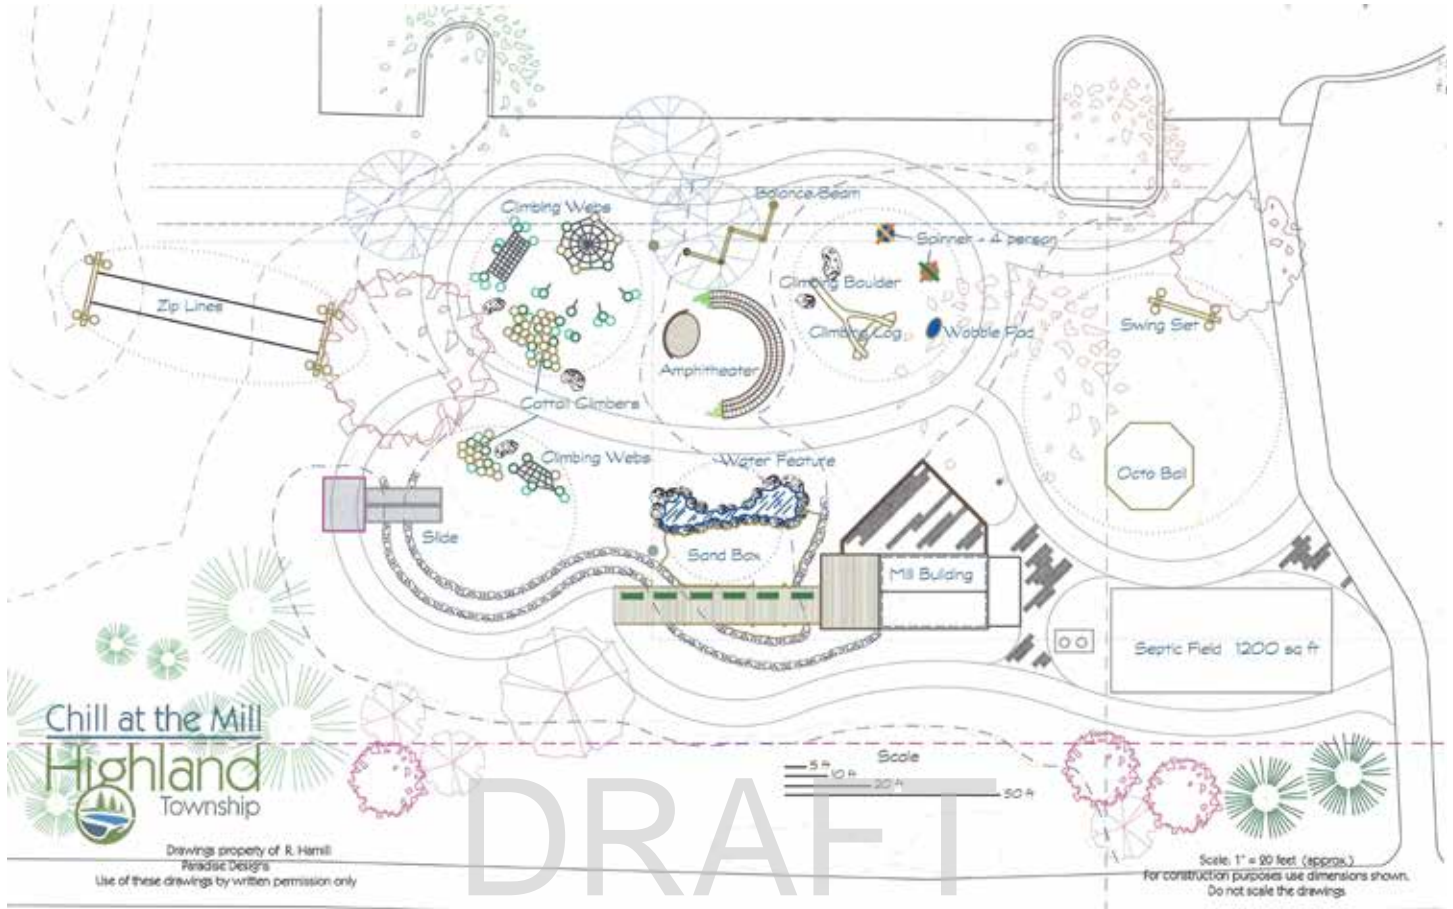 Balance Beam
Climbing Webs
Spinner - 4 person
Climbing Boulder
Zip Lines
Swing Set
Climbing Log
Wobble Pad
Amphitheater
Cattail Climbers
Climbing Webs
Water Feature
Octo Ball
Slide
Sand Box
Mill Building
Septic Field 1200 sq ft
Chill at the Mill
Highland
Township
Scale
5 ft
10 ft
20 ft
50 ft
DRAFT
Drawings property of R. Hamill
Paradise Designs
Use of these drawings by written permission only
Scale: 1" = 20 feet (approx.)
For construction purposes use dimensions shown.
Do not scale the drawings